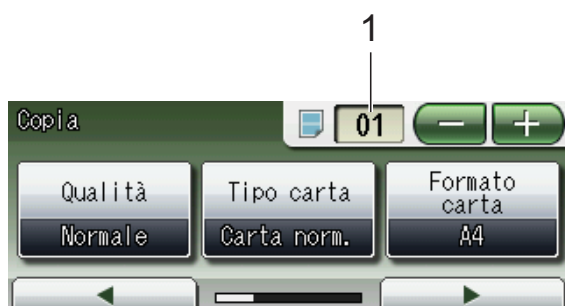 1
Copia
01
Qualità
Normale
Tipo carta
Carta norm.
Formato
carta
A4